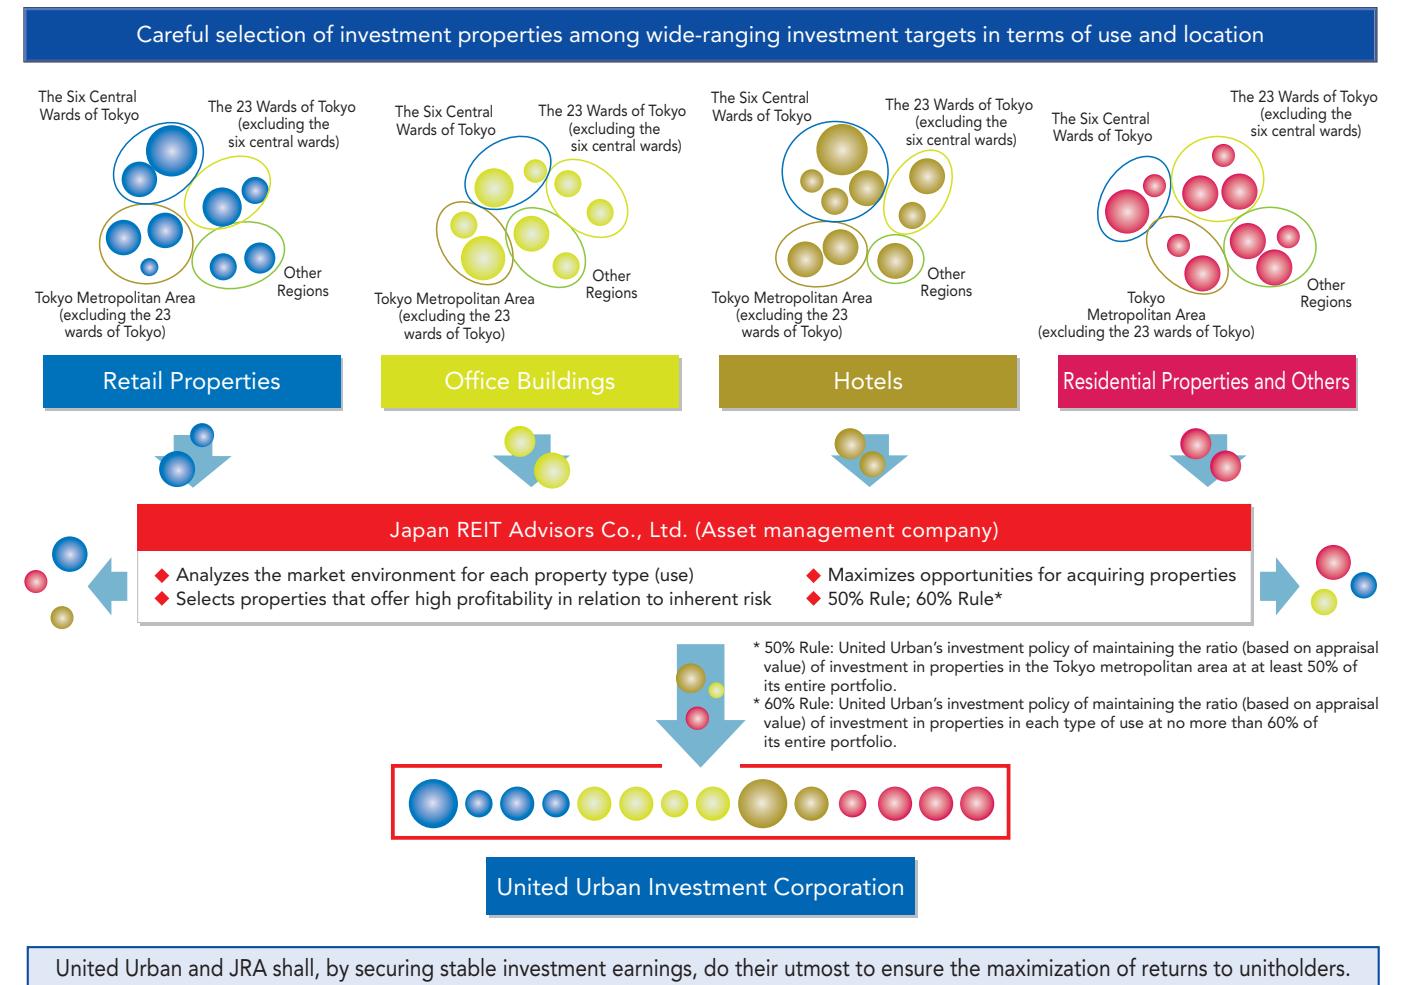 Careful selection of investment properties among wide-ranging investment targets in terms of use and location
The Six Central
Wards of Tokyo
The 23 Wards of Tokyo
(excluding the
six central wards)
Tokyo Metropolitan Area
(excluding the 23
wards of Tokyo)
Other
Regions
Retail Properties
The Six Central
Wards of Tokyo
The 23 Wards of Tokyo
(excluding the
six central wards)
Tokyo Metropolitan Area
(excluding the 23
wards of Tokyo)
Other
Regions
Office Buildings
The Six Central
Wards of Tokyo
The 23 Wards of Tokyo
(excluding the
six central wards)
Tokyo Metropolitan Area
(excluding the 23
wards of Tokyo)
Other
Regions
Hotels
The Six Central
Wards of Tokyo
The 23 Wards of Tokyo
(excluding the
six central wards)
Tokyo
Metropolitan Area
(excluding the 23 wards of Tokyo)
Other
Regions
Residential Properties and Others
Japan REIT Advisors Co., Ltd. (Asset management company)
◆ Analyzes the market environment for each property type (use)
◆ Selects properties that offer high profitability in relation to inherent risk
◆ Maximizes opportunities for acquiring properties
◆ 50% Rule; 60% Rule*
* 50% Rule: United Urban's investment policy of maintaining the ratio (based on appraisal
value) of investment in properties in the Tokyo metropolitan area at at least 50% of
its entire portfolio.
* 60% Rule: United Urban's investment policy of maintaining the ratio (based on appraisal
value) of investment in properties in each type of use at no more than 60% of
its entire portfolio.
United Urban Investment Corporation
United Urban and JRA shall, by securing stable investment earnings, do their utmost to ensure the maximization of returns to unitholders.